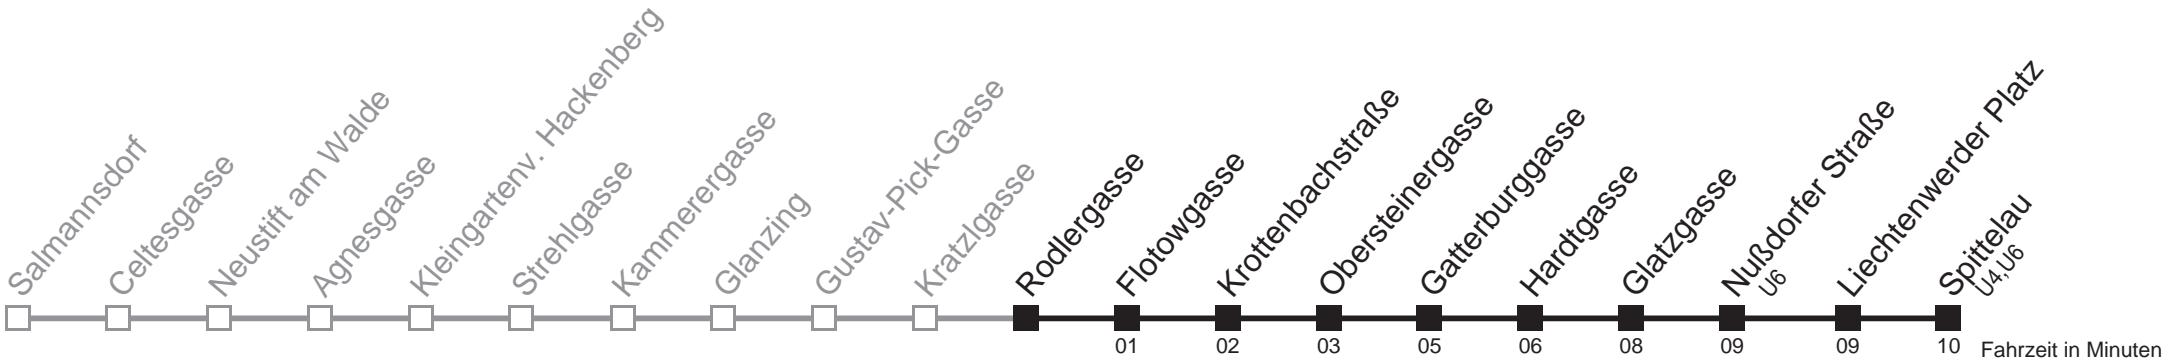 Salmannsdorf
Celtesgasse
Neustift am Walde
Agnesgasse
Kleingartenv. Hackenberg
Strehlgasse
Kammerergasse
Glanzing
Gustav-Pick-Gasse
Kratzlgasse
Rodlergasse
Flotowgasse
Krottenbachstraße
Obersteinergasse
Gatterburggasse
Hardtgasse
Glatzgasse
Nußdorfer Straße
U6
Liechtenwerder Platz
Spittelau
U4,U6
01 02 03 05 06 08 09 09 10 Fahrzeit in Minuten